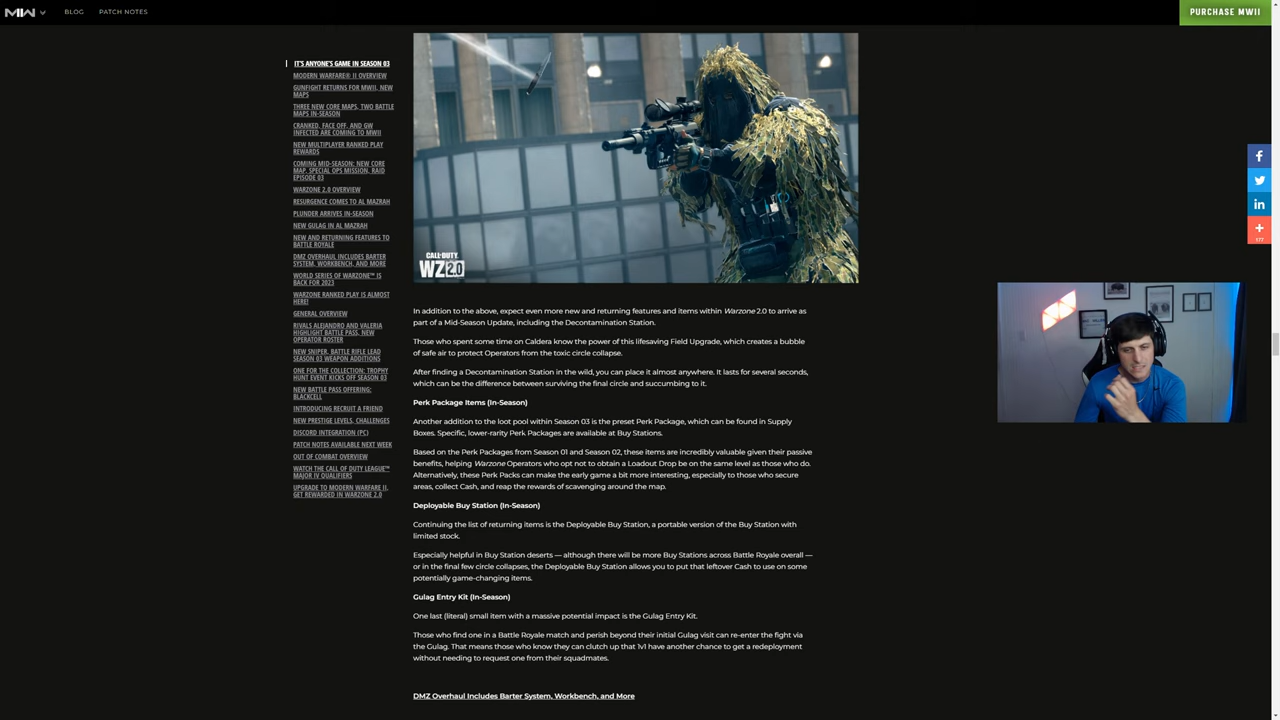 MW
BLOG
PATCH NOTES
PURCHASE MWII
IT'S ANYONE'S GAME IN SEASON 03
MODERN WARFARE® II OVERVIEW
GUNFIGHT RETURNS FOR MWII, NEW
MAPS
THREE NEW CORE MAPS, TWO BATTLE
MAPS IN-SEASON
CRANKED, FACE OFF, AND GW
INFECTED ARE COMING TO MWII
NEW MULTIPLAYER RANKED PLAY
REWARDS
COMING MID-SEASON: NEW CORE
MAP, SPECIAL OPS MISSION, RAID
EPISODE 03
WARZONE 2.0 OVERVIEW
RESURGENCE COMES TO AL MAZRAH
PLUNDER ARRIVES IN-SEASON
NEW GULAG IN AL MAZRAH
NEW AND RETURNING FEATURES TO
BATTLE ROYALE
DMZ OVERHAUL INCLUDES BARTER
SYSTEM, WORKBENCH, AND MORE
WORLD SERIES OF WARZONE™ IS
BACK FOR 2023
WARZONE RANKED PLAY IS ALMOST
HERE!
GENERAL OVERVIEW
RIVALS ALEJANDRO AND VALERIA
HIGHLIGHT BATTLE PASS, NEW
OPERATOR ROSTER
NEW SNIPER, BATTLE RIFLE LEAD
SEASON 03 WEAPON ADDITIONS
ONE FOR THE COLLECTION: TROPHY
HUNT EVENT KICKS OFF SEASON 03
NEW BATTLE PASS OFFERING:
BLACKCELL
INTRODUCING RECRUIT A FRIEND
NEW PRESTIGE LEVELS, CHALLENGES
DISCORD INTEGRATION (PC)
PATCH NOTES AVAILABLE NEXT WEEK
OUT OF COMBAT OVERVIEW
WATCH THE CALL OF DUTY LEAGUE™
MAJOR IV QUALIFIERS
UPGRADE TO MODERN WARFARE II,
GET REWARDED IN WARZONE 2.0
CALL OF DUTY
WZ 2.0
In addition to the above, expect even more new and returning features and items within Warzone 2.0 to arrive as
part of a Mid-Season Update, including the Decontamination Station.
Those who spent some time on Caldera know the power of this lifesaving Field Upgrade, which creates a bubble
of safe air to protect Operators from the toxic circle collapse.
After finding a Decontamination Station in the wild, you can place it almost anywhere. It lasts for several seconds,
which can be the difference between surviving the final circle and succumbing to it.
Perk Package Items (In-Season)
Another addition to the loot pool within Season 03 is the preset Perk Package, which can be found in Supply
Boxes. Specific, lower-rarity Perk Packages are available at Buy Stations.
Based on the Perk Packages from Season 01 and Season 02, these items are incredibly valuable given their passive
benefits, helping Warzone Operators who opt not to obtain a Loadout Drop be on the same level as those who do.
Alternatively, these Perk Packs can make the early game a bit more interesting, especially to those who secure
areas, collect Cash, and reap the rewards of scavenging around the map.
Deployable Buy Station (In-Season)
Continuing the list of returning items is the Deployable Buy Station, a portable version of the Buy Station with
limited stock.
Especially helpful in Buy Station deserts — although there will be more Buy Stations across Battle Royale overall —
or in the final few circle collapses, the Deployable Buy Station allows you to put that leftover Cash to use on some
potentially game-changing items.
Gulag Entry Kit (In-Season)
One last (literal) small item with a massive potential impact is the Gulag Entry Kit.
Those who find one in a Battle Royale match and perish beyond their initial Gulag visit can re-enter the fight via
the Gulag. That means those who know they can clutch up that 1v1 have another chance to get a redeployment
without needing to request one from their squadmates.
DMZ Overhaul Includes Barter System, Workbench, and More
177